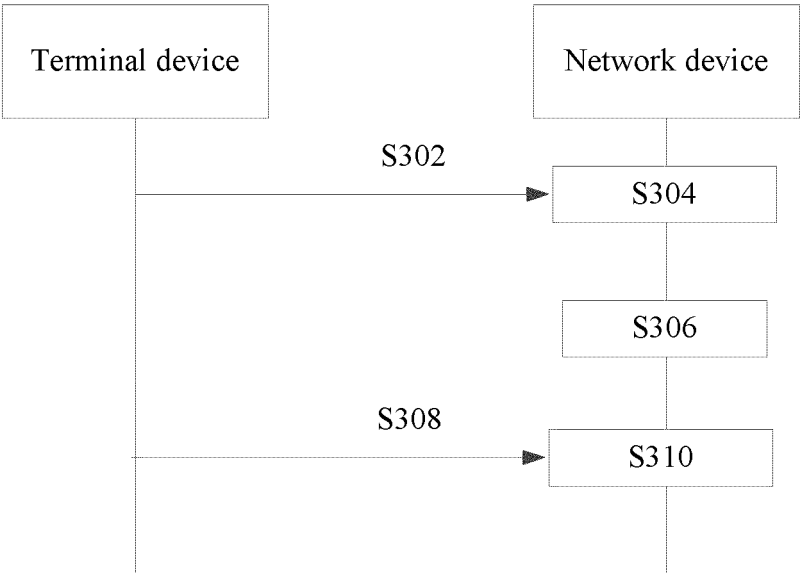 Terminal device
Network device
S302
S304
S306
S308
S310